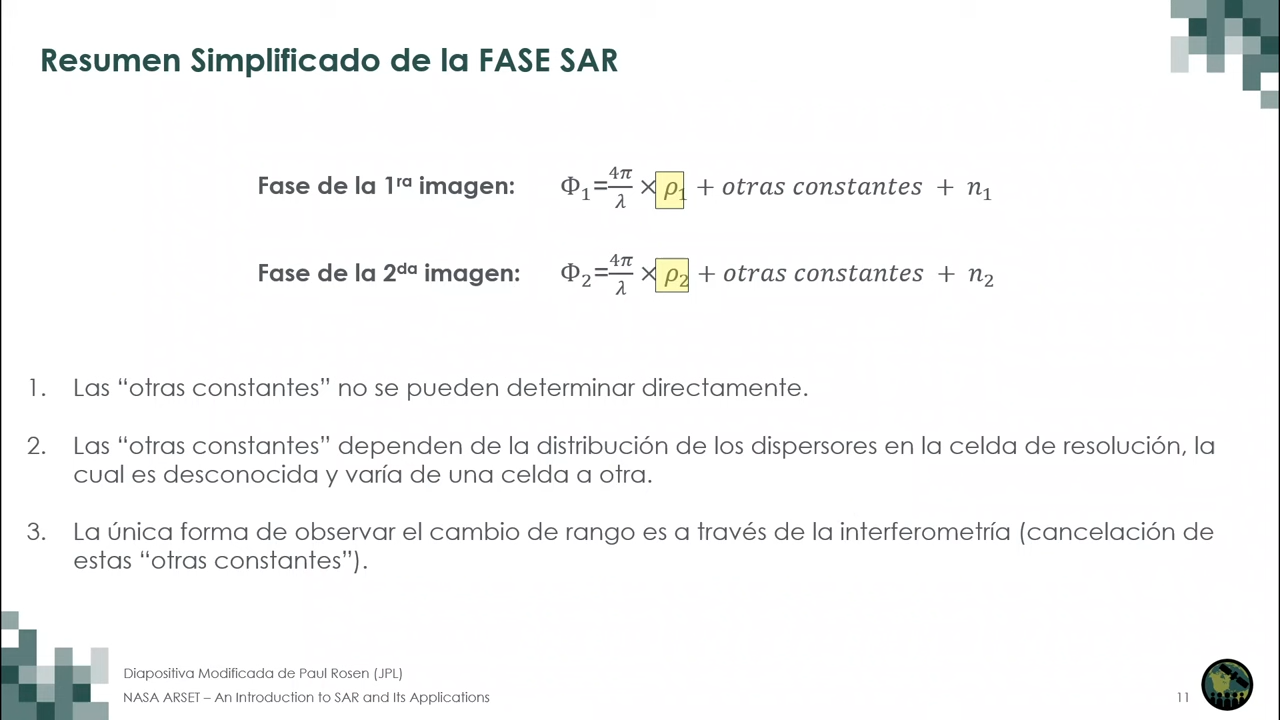 Resumen Simplificado de la FASE SAR
Fase de la 1ʳᵃ imagen: Φ₁=4π/λ × ρ₁ + otras constantes + n₁
Fase de la 2ᵈᵃ imagen: Φ₂=4π/λ × ρ₂ + otras constantes + n₂
1. Las “otras constantes” no se pueden determinar directamente.
2. Las “otras constantes” dependen de la distribución de los dispersores en la celda de resolución, la
cual es desconocida y varía de una celda a otra.
3. La única forma de observar el cambio de rango es a través de la interferometría (cancelación de
estas “otras constantes”).
Diapositiva Modificada de Paul Rosen (JPL)
NASA ARSET – An Introduction to SAR and Its Applications
11